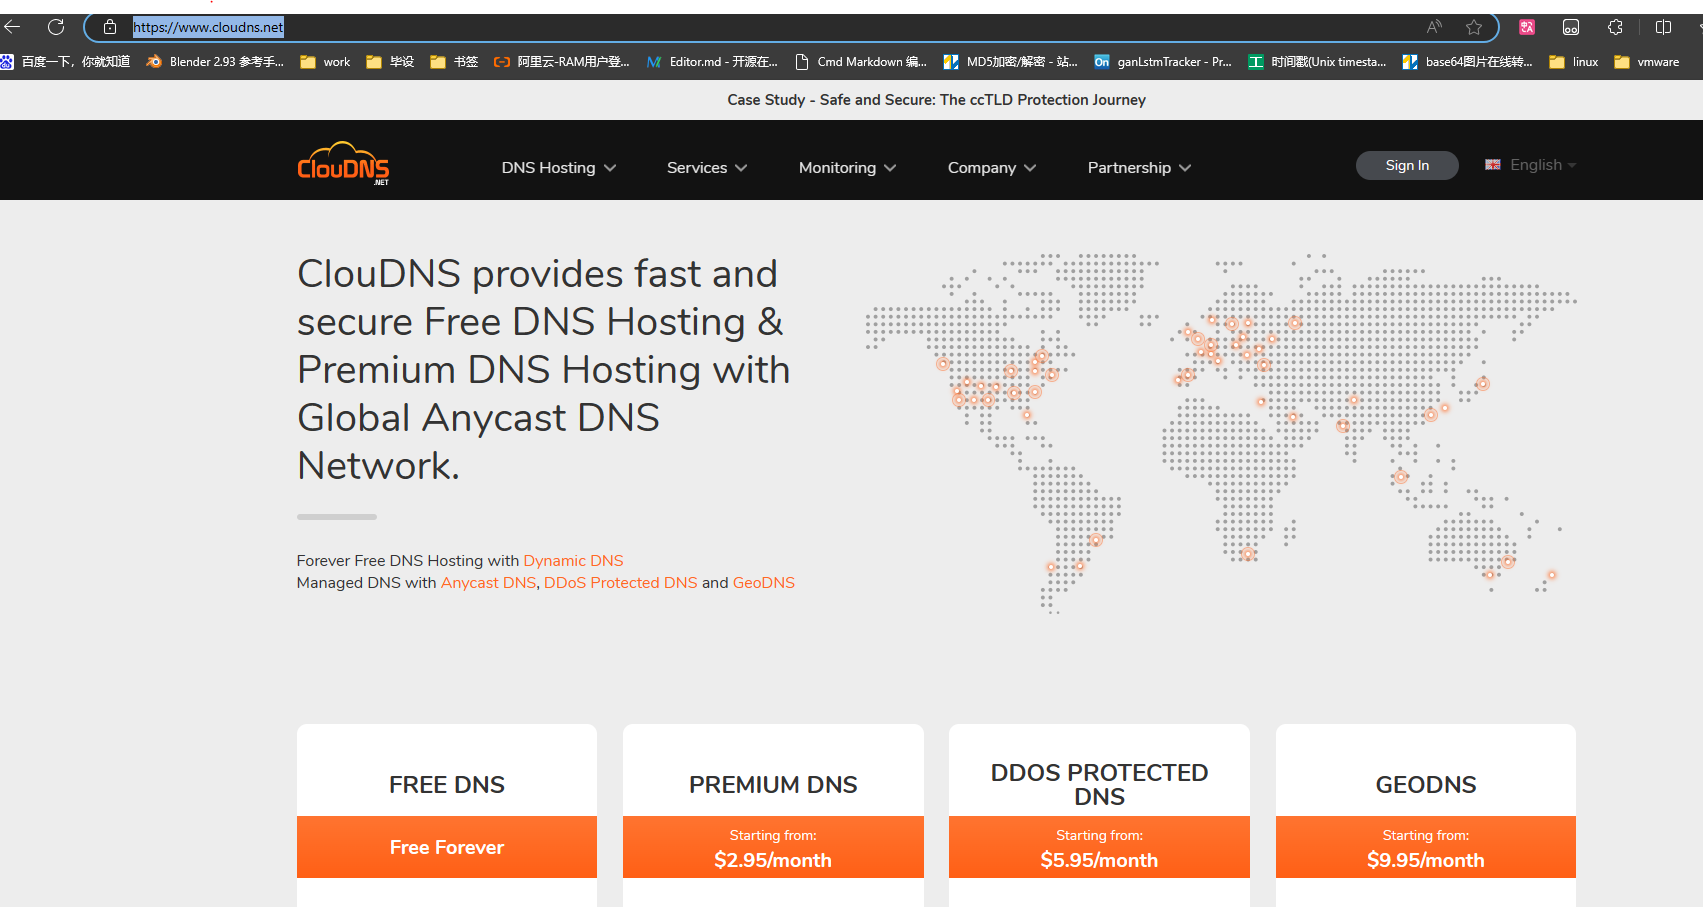 https://www.cloudns.net
百度一下，你就知道 Blender 2.93 参考手... work 毕设 书签 阿里云-RAM用户登... Editor.md - 开源在... Cmd Markdown 编... MD5加密/解密 - 站... ganLstmTracker - Pr... 时间戳(Unix timesta... base64图片在线转... linux vmware
Case Study - Safe and Secure: The ccTLD Protection Journey
ClouDNS
.NET
DNS Hosting Services Monitoring Company Partnership Sign In English
ClouDNS provides fast and
secure Free DNS Hosting &
Premium DNS Hosting with
Global Anycast DNS
Network.
Forever Free DNS Hosting with Dynamic DNS
Managed DNS with Anycast DNS, DDoS Protected DNS and GeoDNS
FREE DNS
Free Forever
PREMIUM DNS
Starting from:
$2.95/month
DDOS PROTECTED
DNS
Starting from:
$5.95/month
GEODNS
Starting from:
$9.95/month